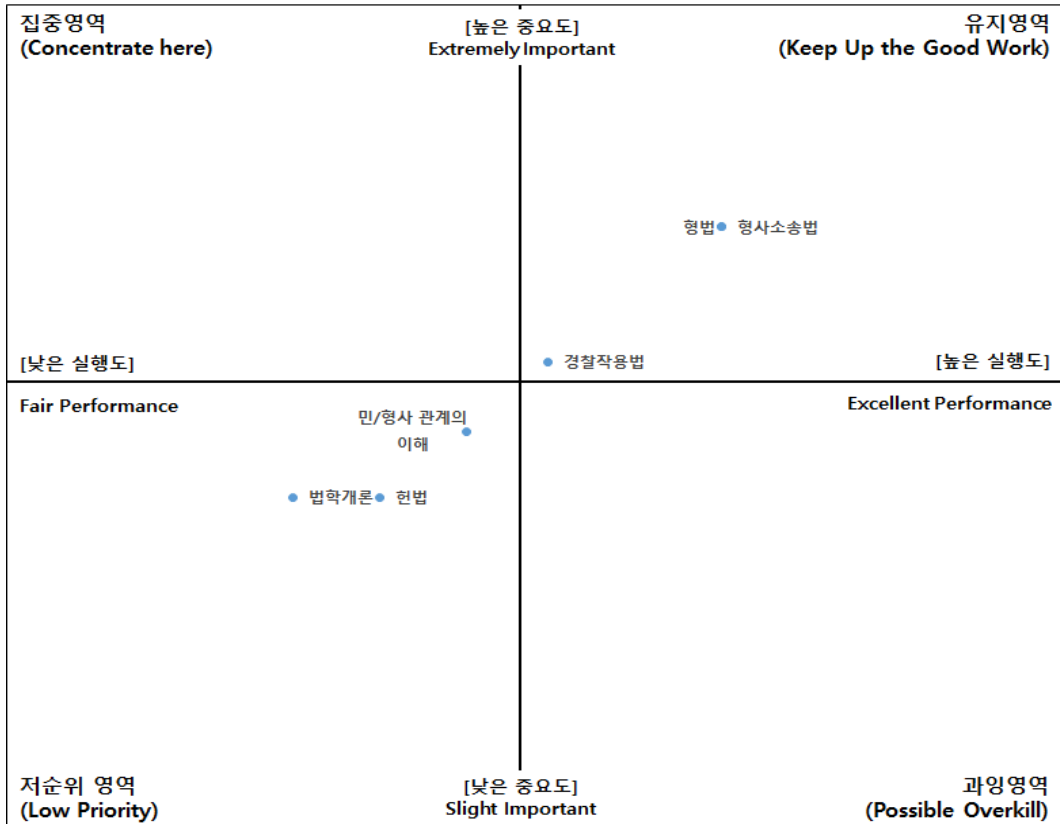 집중영역
(Concentrate here)
[높은 중요도]
Extremely Important
유지영역
(Keep Up the Good Work)
형법
형사소송법
[낮은 실행도]
경찰작용법
[높은 실행도]
Fair Performance
Excellent Performance
민/형사 관계의
이해
법학개론
헌법
저순위 영역
(Low Priority)
[낮은 중요도]
Slight Important
과잉영역
(Possible Overkill)